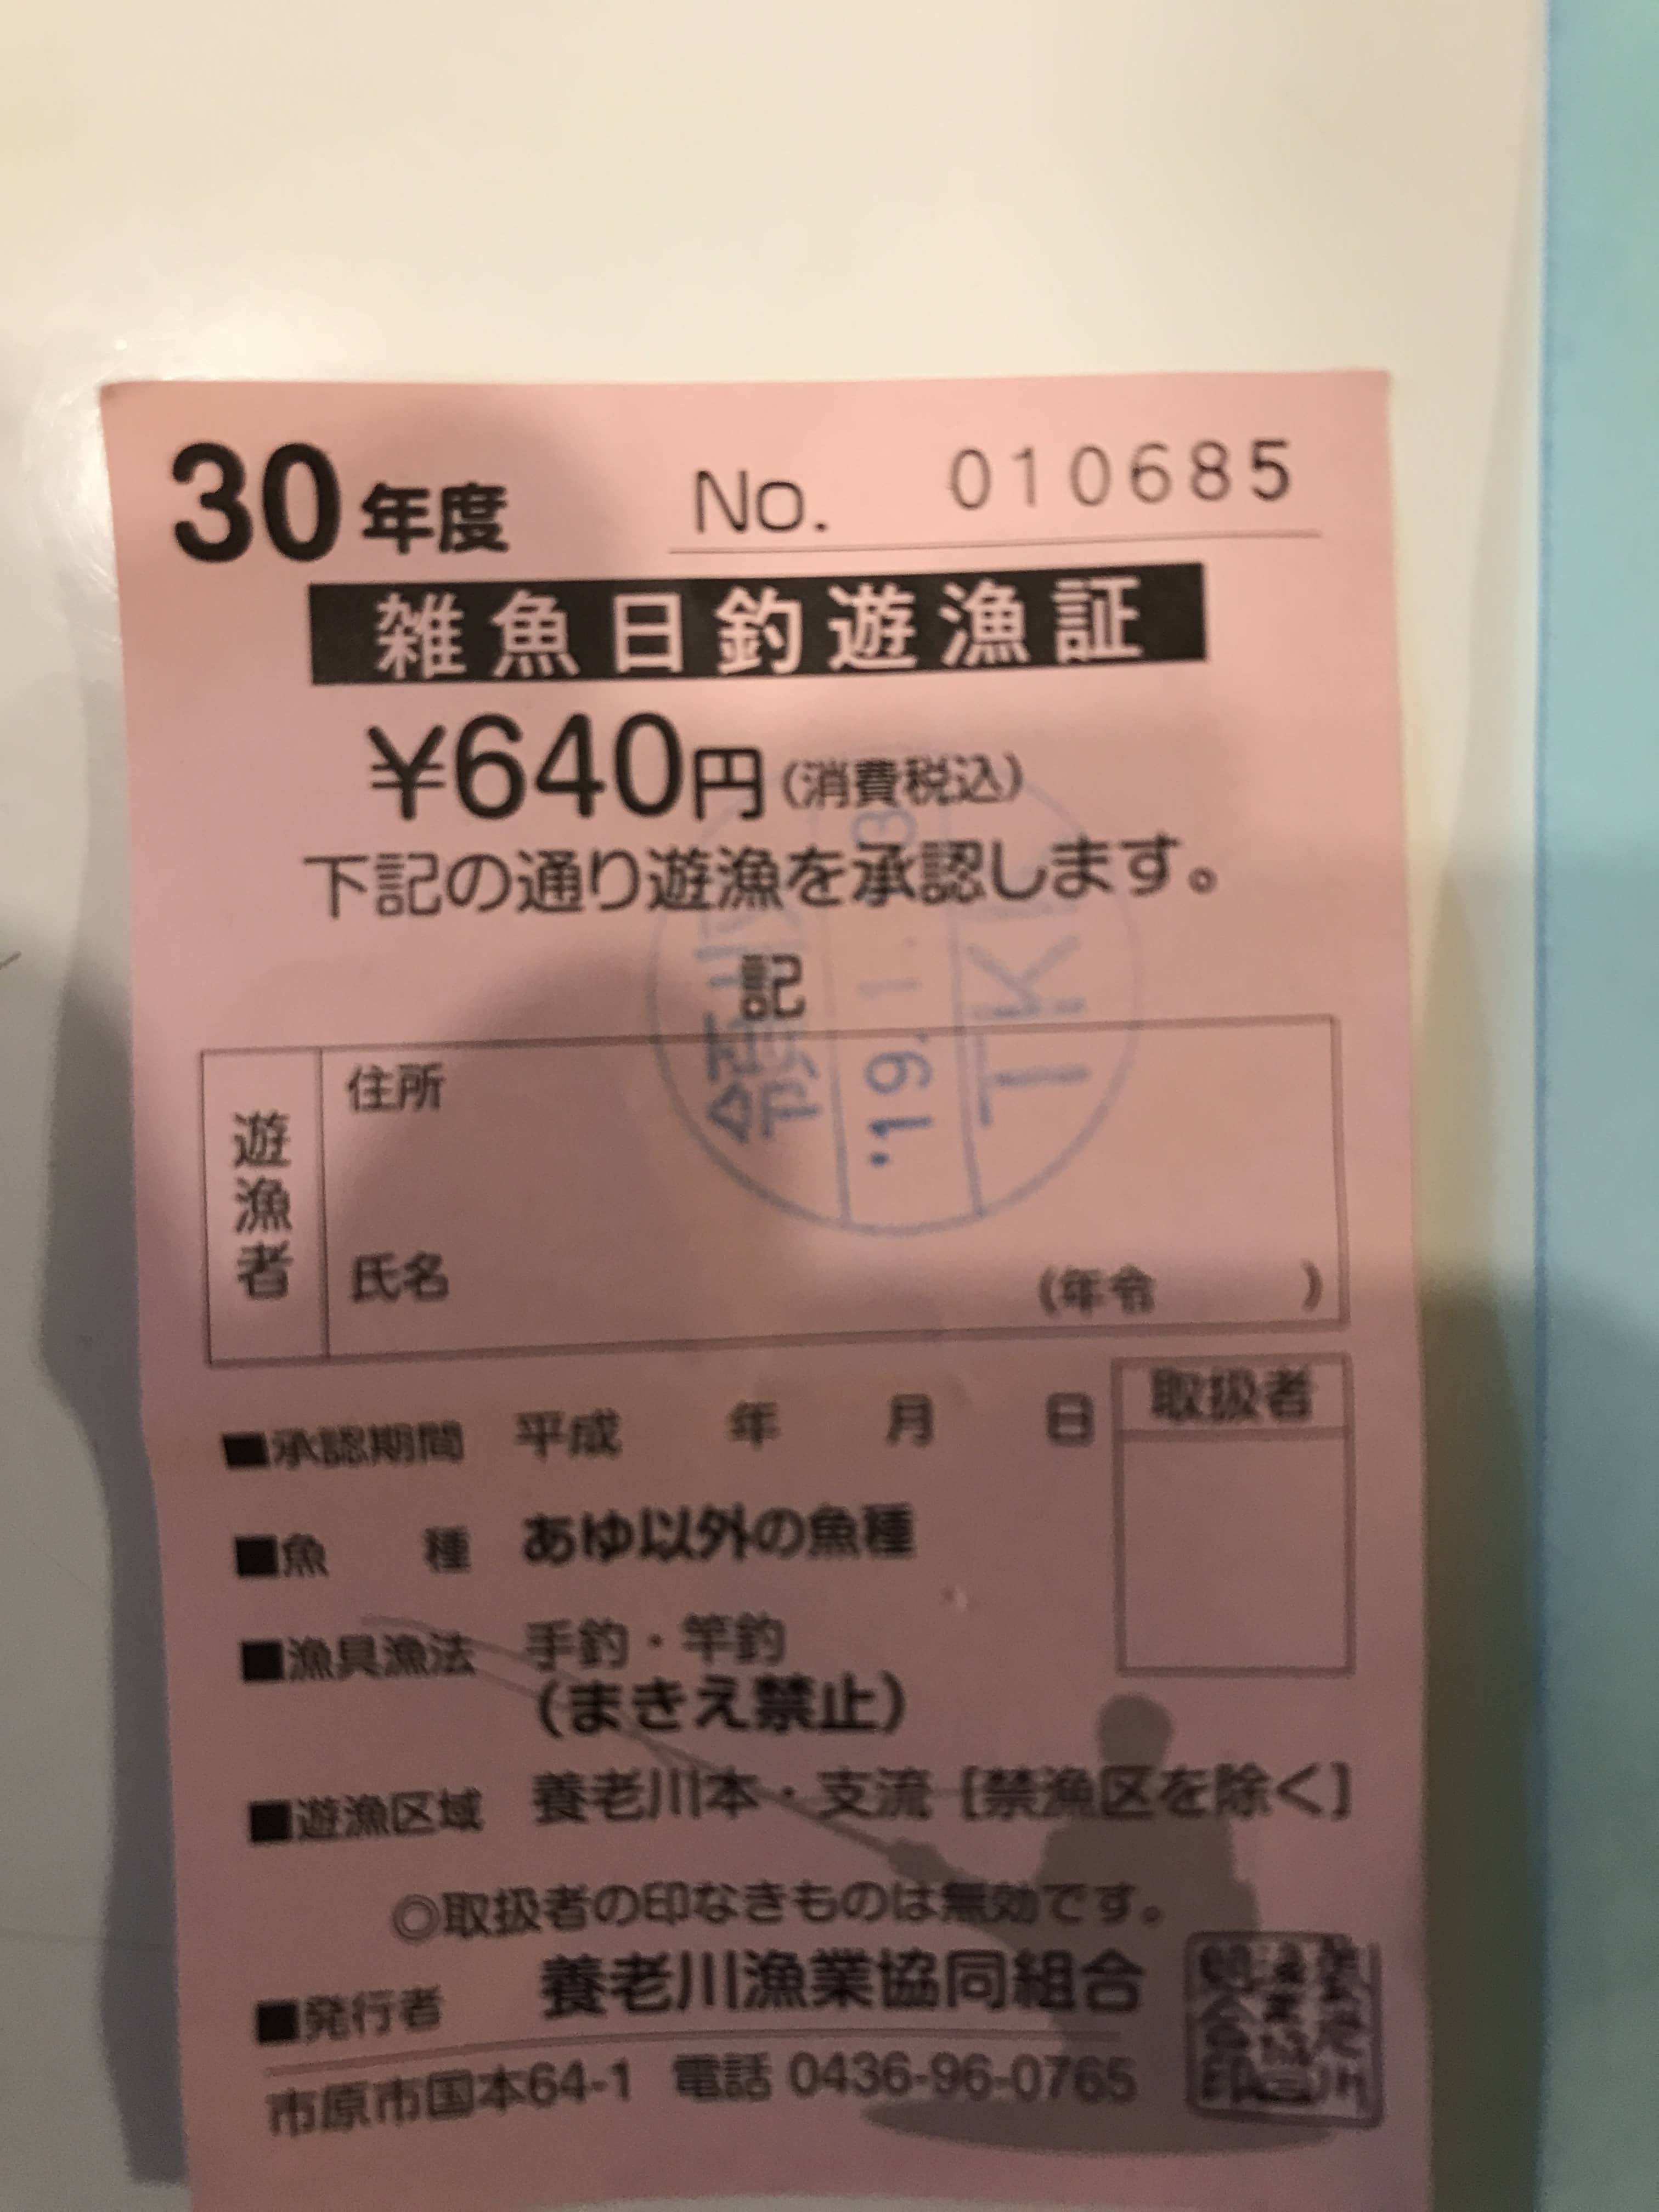 30年度 No. 010685
雑魚日釣遊漁証
¥640円(消費税込)
下記の通り遊漁を承認します。
記
遊漁者
住所
氏名 (年令 )
'19.1.
TKL
■承認期間 平成 年 月 日
取扱者
■魚 種 あゆ以外の魚種
■漁具漁法 手釣・竿釣
(まきえ禁止)
■遊漁区域 養老川本・支流[禁漁区を除く]
◎取扱者の印なきものは無効です。
■発行者 養老川漁業協同組合
市原市国本64-1 電話 0436-96-0765